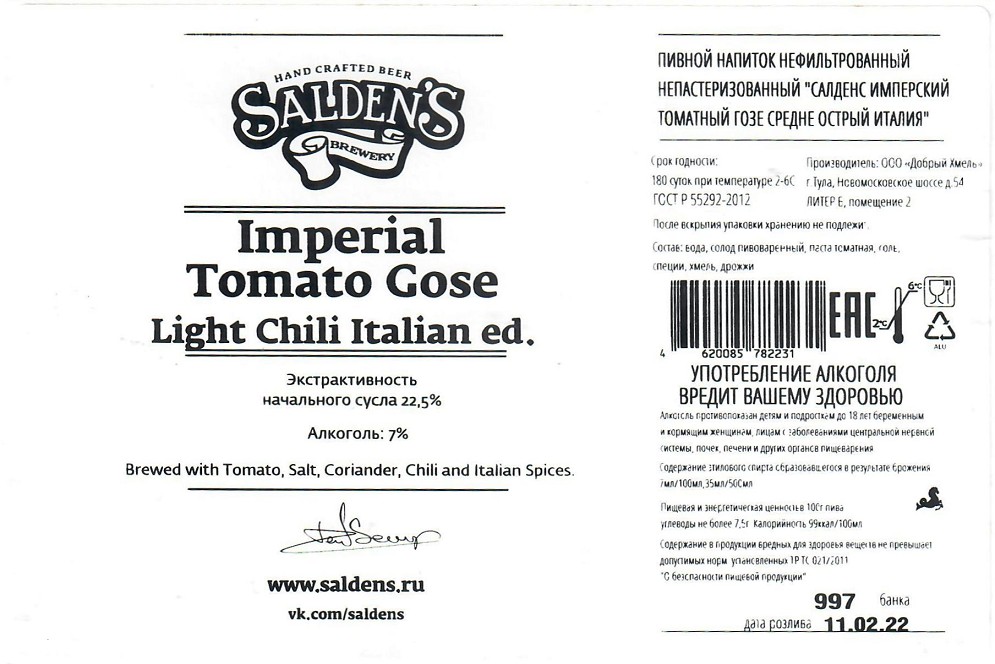 HAND CRAFTED BEER
SALDEN'S
BREWERY
Imperial
Tomato Gose
Light Chili Italian ed.
Экстрактивность
начального сусла 22,5%
Алкоголь: 7%
Brewed with Tomato, Salt, Coriander, Chili and Italian Spices.
www.saldens.ru
vk.com/saldens
ПИВНОЙ НАПИТОК НЕФИЛЬТРОВАННЫЙ
НЕПАСТЕРИЗОВАННЫЙ "САЛДЕНС ИМПЕРСКИЙ
ТОМАТНЫЙ ГОЗЕ СРЕДНЕ ОСТРЫЙ ИТАЛИЯ"
Срок годности:
180 суток при температуре 2-6С
ГОСТ Р 55292-2012
Производитель: ООО «Добрый Хмель»
г.Тула, Новомосковское шоссе д.54
ЛИТЕР Е, помещение 2
После вскрытия упаковки хранению не подлежит.
Состав: вода, солод пивоваренный, паста томатная, соль,
специи, хмель, дрожжи
4 620085 782231
EAC
6°C
2°C
ALU
УПОТРЕБЛЕНИЕ АЛКОГОЛЯ
ВРЕДИТ ВАШЕМУ ЗДОРОВЬЮ
Алкоголь противопоказан детям и подросткам до 18 лет беременным
и кормящим женщинам, лицам с заболеваниями центральной нервной
системы, почек, печени и других органов пищеварения
Содержание этилового спирта образовавшегося в результате брожения
7мл/100мл,35мл/500мл
Пищевая и энергетическая ценность в 100г пива
углеводы не более 7,5г Калорийность 99ккал/100мл
Содержание в продукции вредных для здоровья веществ не превышает
допустимых норм установленных ТР ТС 021/2011
"О безопасности пищевой продукции"
997 банка
дата розлива 11.02.22